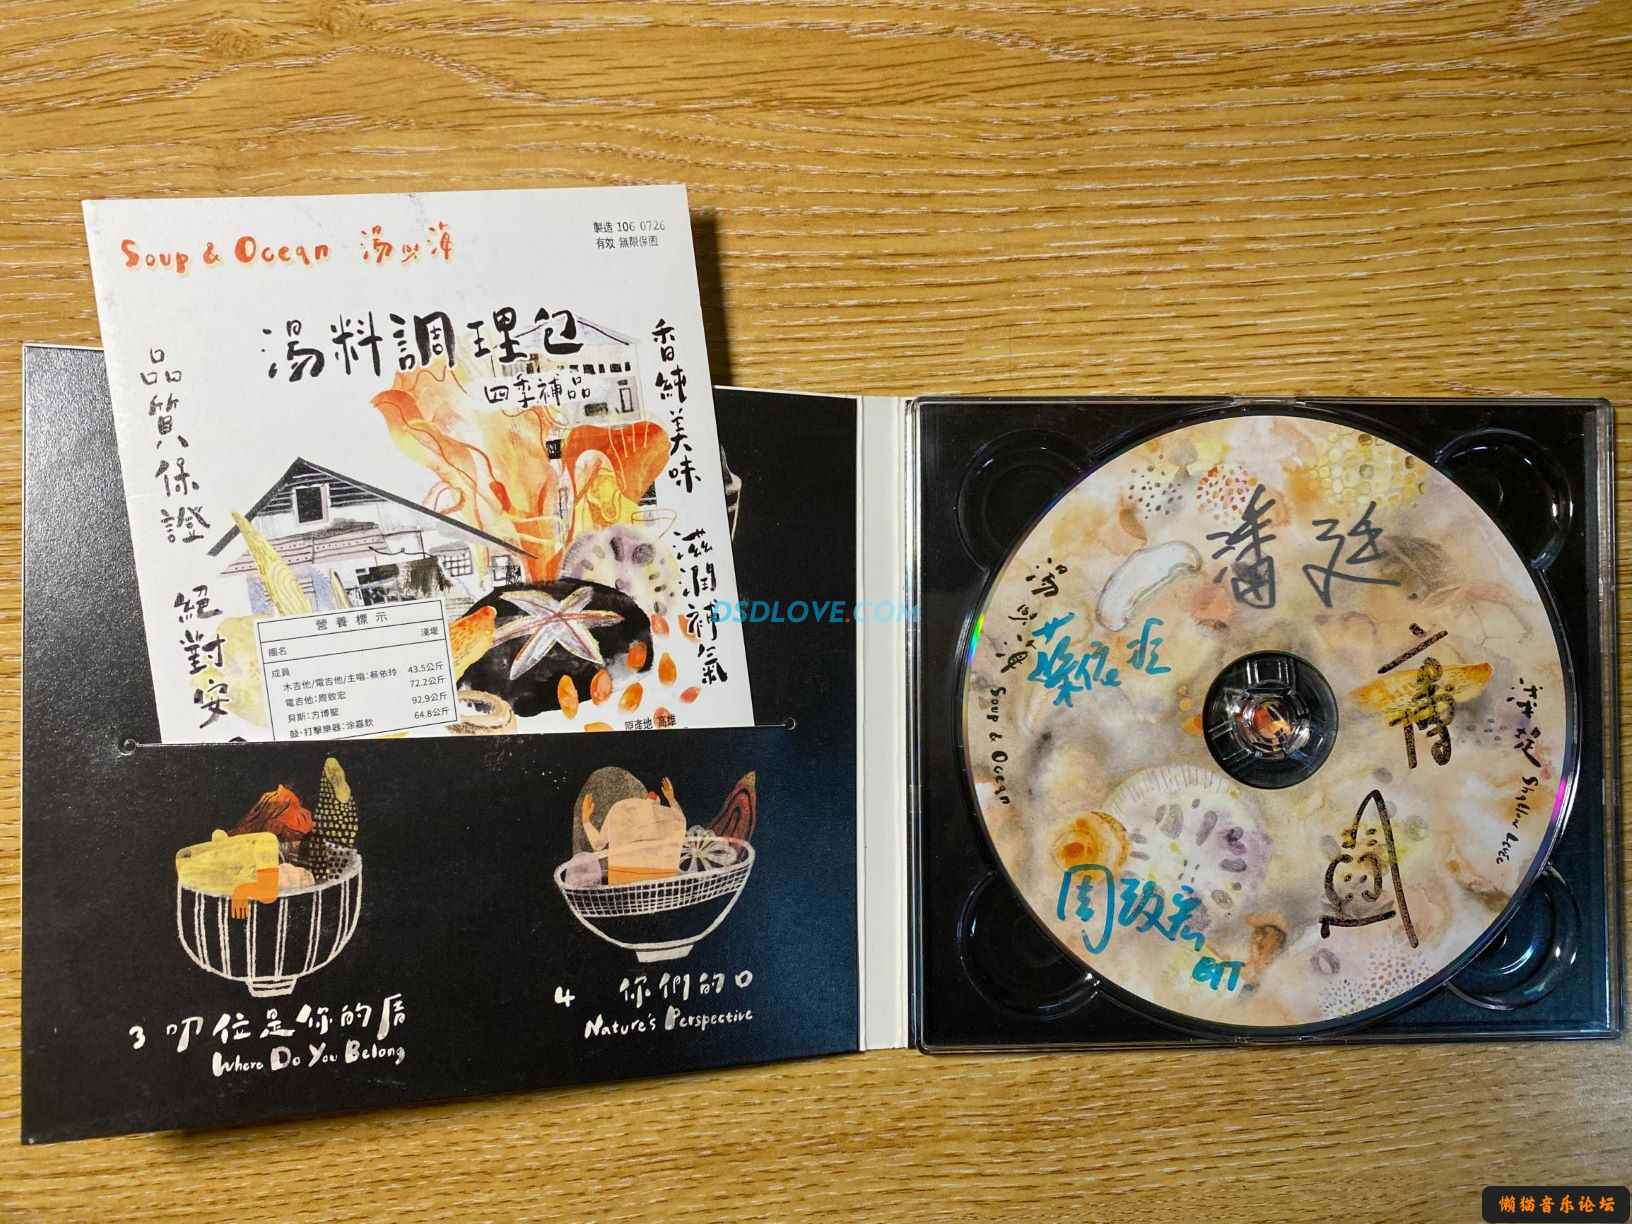 Soup & Ocean 湯與海
製造 106 0726
有效 無限保固
湯料調理包
四季補品
品質保證
絕對安
香純美味
滋潤補氣
營養標示
團名 淺堤
成員
木吉他/電吉他/主唱:蔡依玲 43.5公斤
電吉他:周敬宏 72.2公斤
貝斯:方博聖 92.9公斤
鼓、打擊樂器:涂嘉欽 64.8公斤
原產地 高雄
3 叨位是你的厝
Where Do You Belong
4 你們的口
Nature's Perspective
DSDLOVE.COM
湯與海 Soup & Ocean
淺堤 Shallow Levée
蔡依玲
周敬宏
懒猫音乐论坛